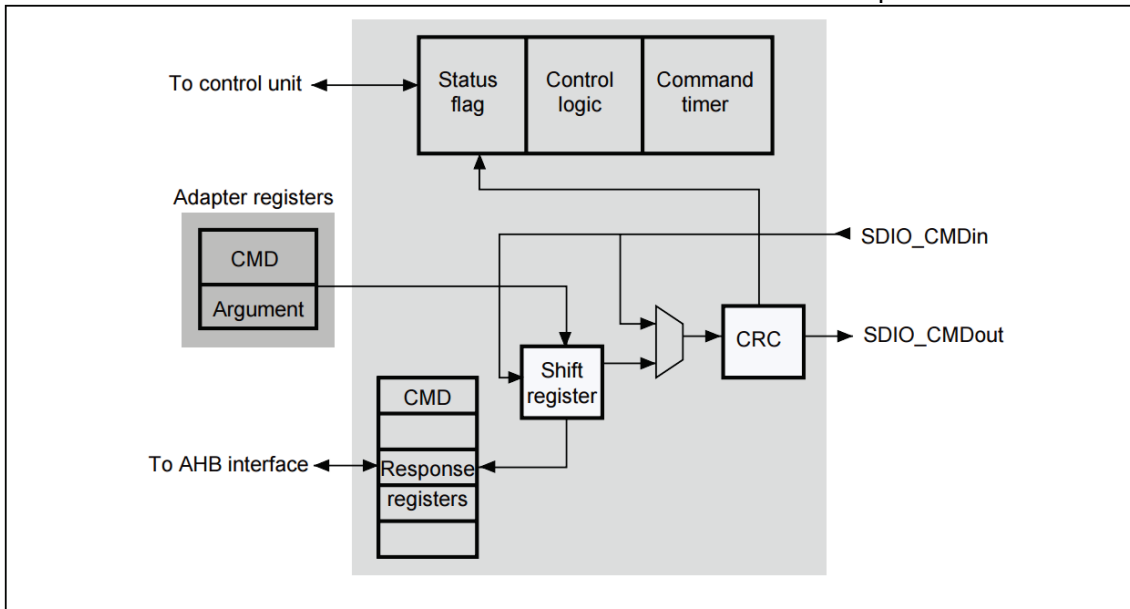 To control unit
Status
flag
Control
logic
Command
timer
Adapter registers
CMD
Argument
SDIO_CMDin
SDIO_CMDout
CRC
Shift
register
CMD
To AHB interface
Response
registers